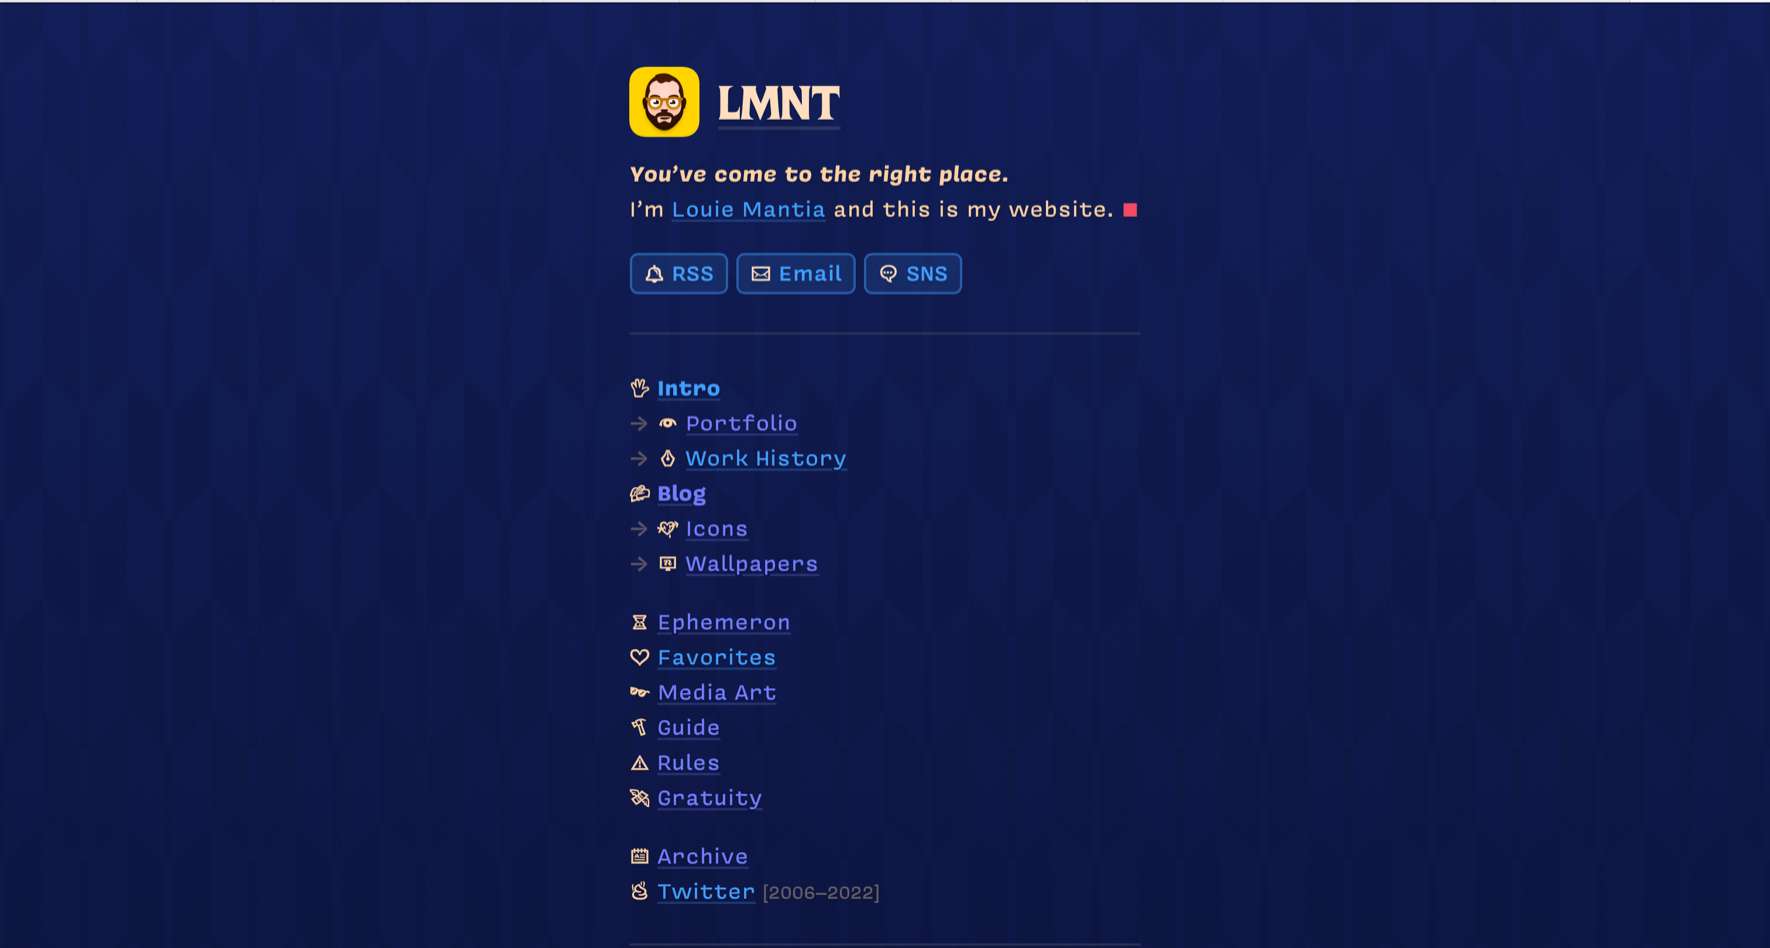 LMNT
You’ve come to the right place.
I’m Louie Mantia and this is my website.
RSS Email SNS
Intro
→ Portfolio
→ Work History
Blog
→ Icons
→ Wallpapers
Ephemeron
Favorites
Media Art
Guide
Rules
Gratuity
Archive
Twitter [2006–2022]